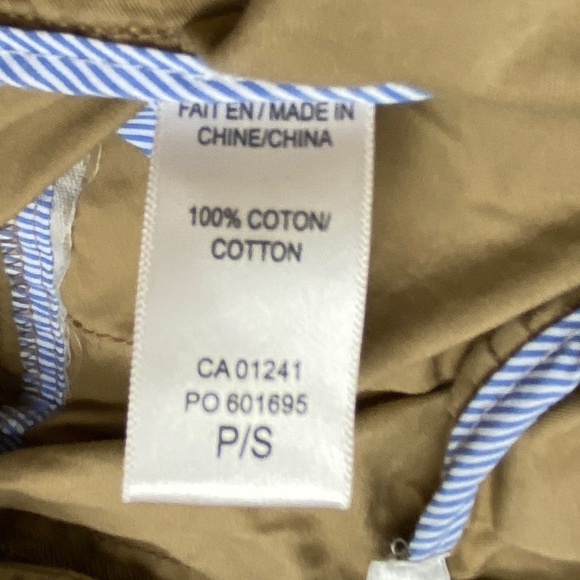 FAIT EN / MADE IN
CHINE/CHINA
100% COTON/
COTTON
CA 01241
PO 601695
P/S